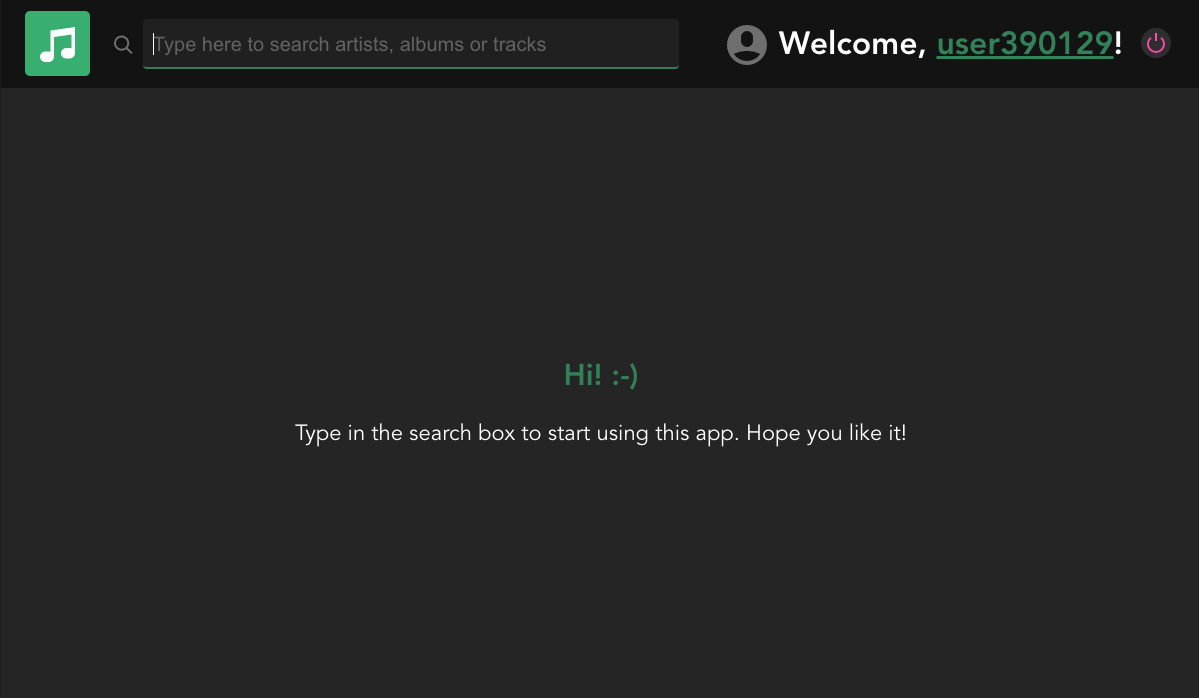 Type here to search artists, albums or tracks
Welcome, user390129!
Hi! :-)
Type in the search box to start using this app. Hope you like it!